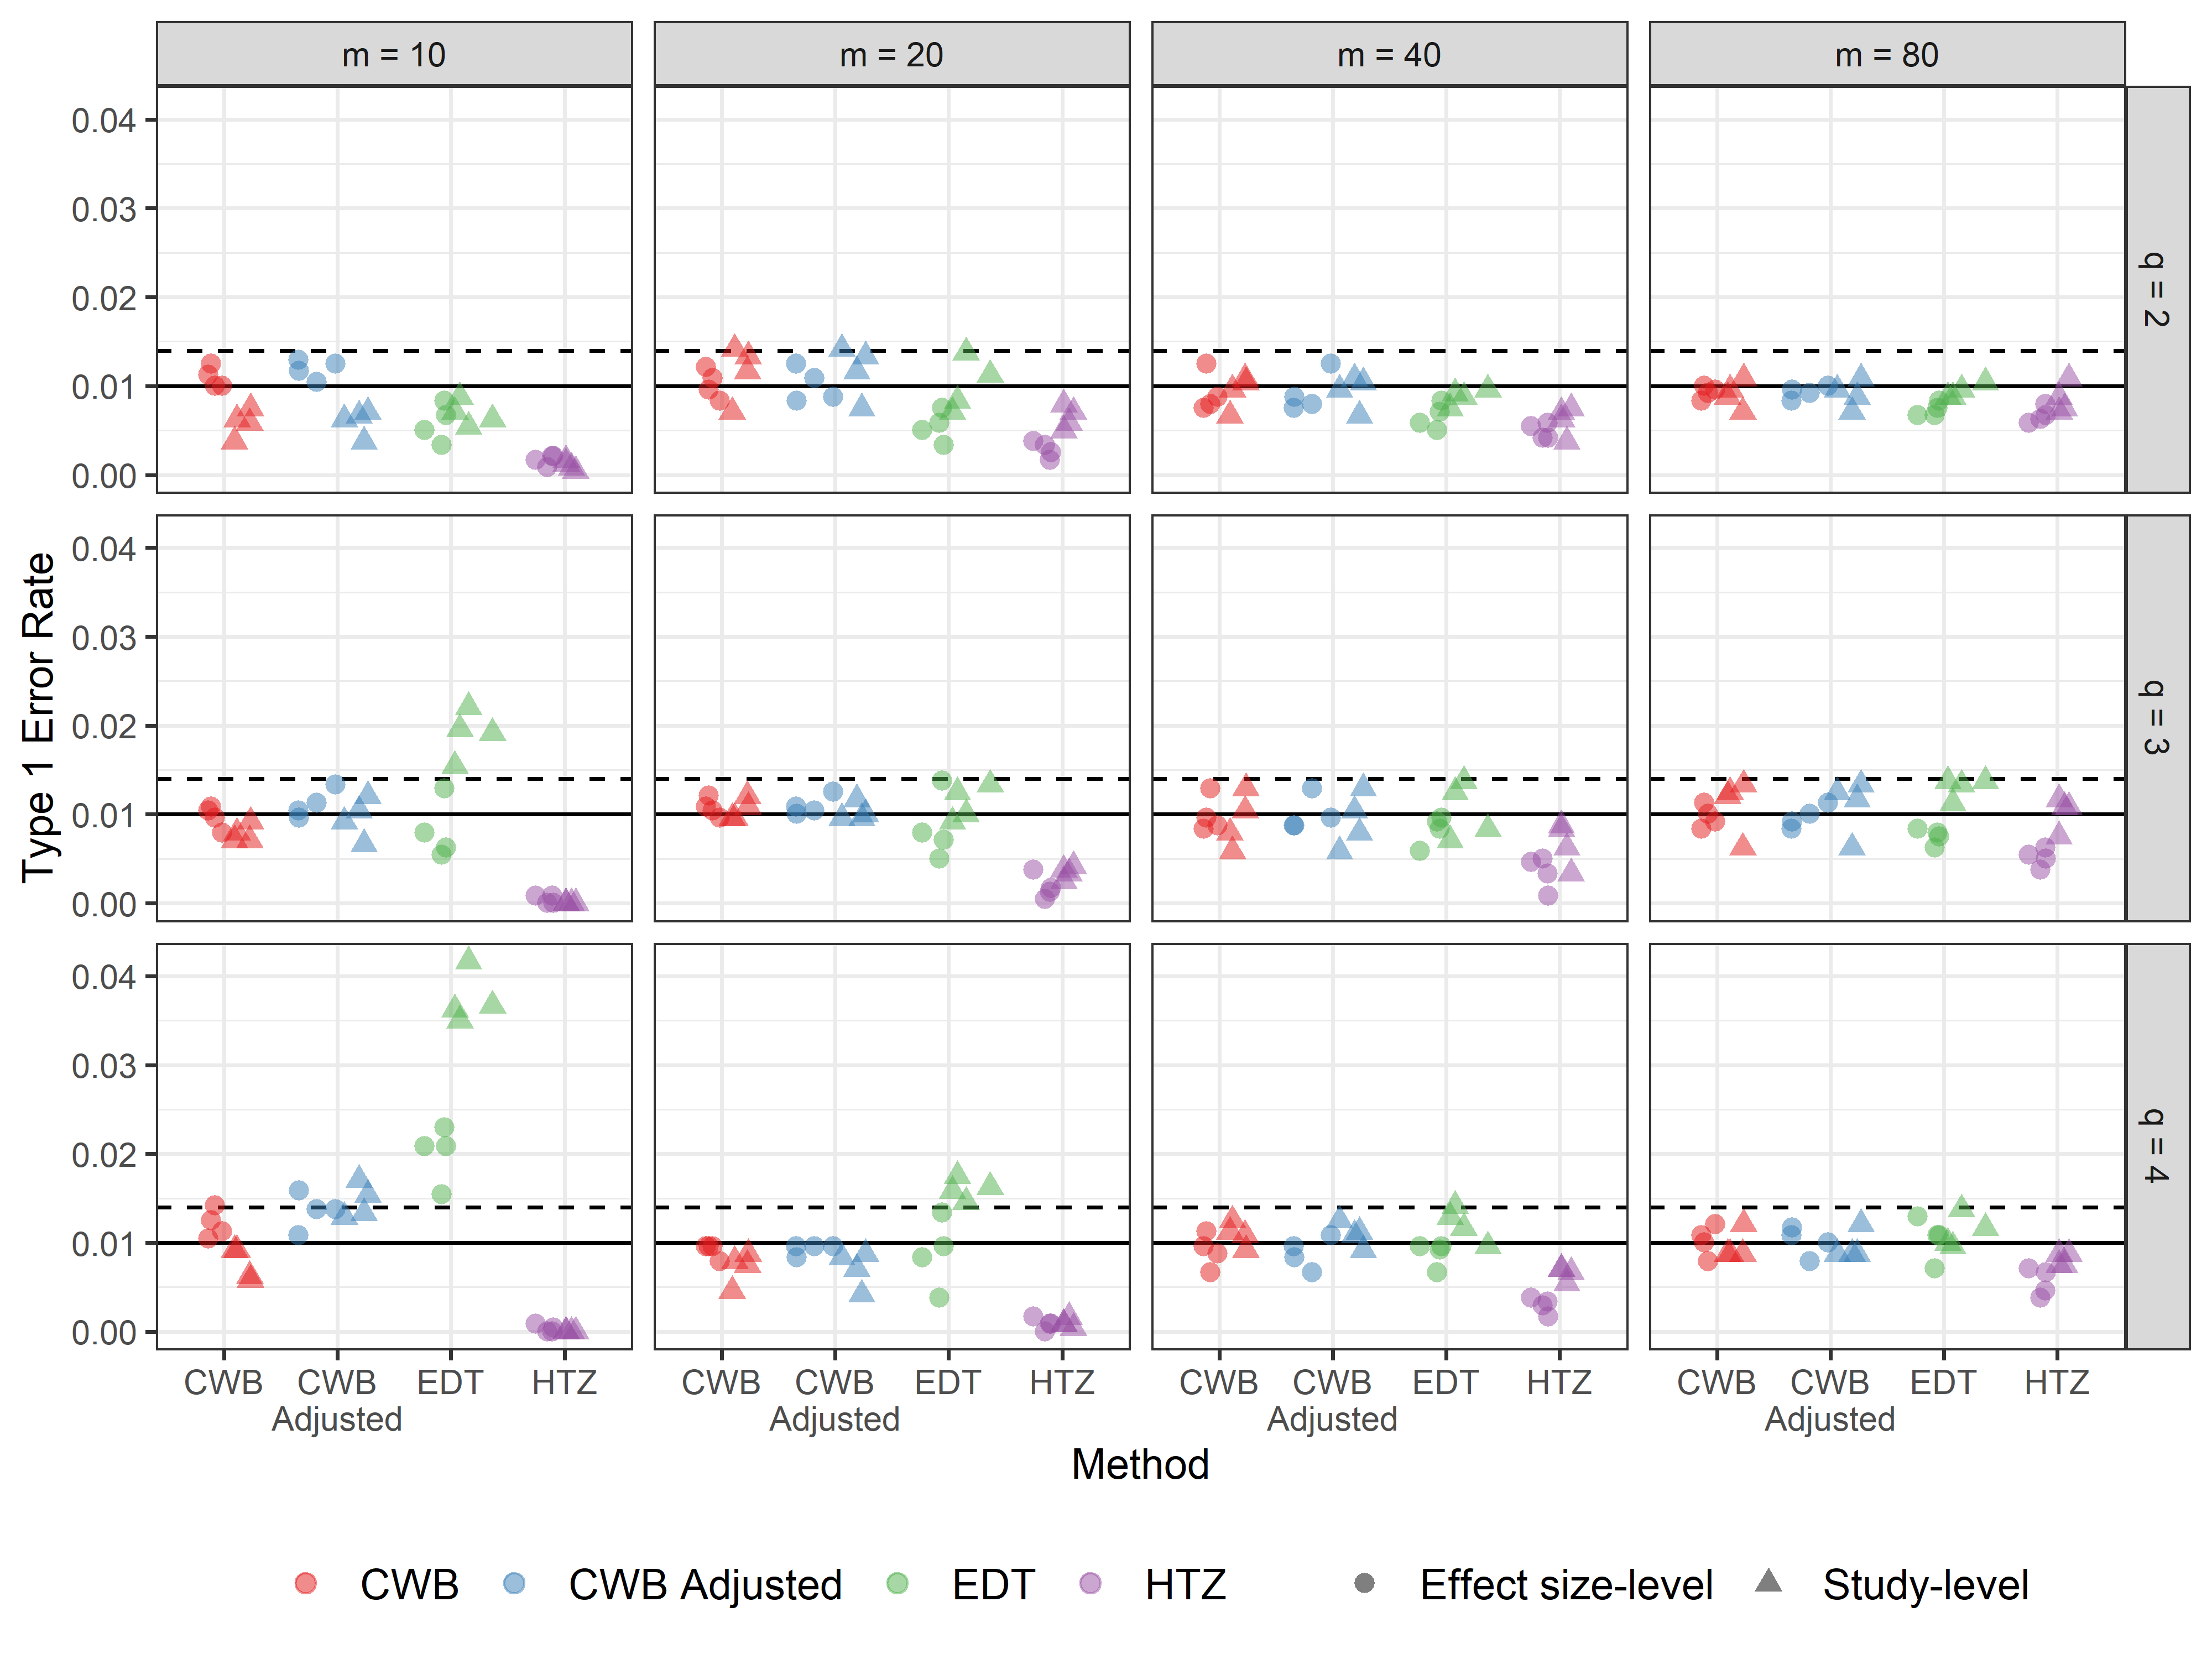 m = 10
m = 20
m = 40
m = 80
0.04
0.03
0.02
0.01
0.00
q = 2
0.04
0.03
0.02
0.01
0.00
q = 3
0.04
0.03
0.02
0.01
0.00
q = 4
Type 1 Error Rate
CWB
CWB
Adjusted
EDT
HTZ
CWB
CWB
Adjusted
EDT
HTZ
CWB
CWB
Adjusted
EDT
HTZ
CWB
CWB
Adjusted
EDT
HTZ
Method
CWB
CWB Adjusted
EDT
HTZ
Effect size-level
Study-level